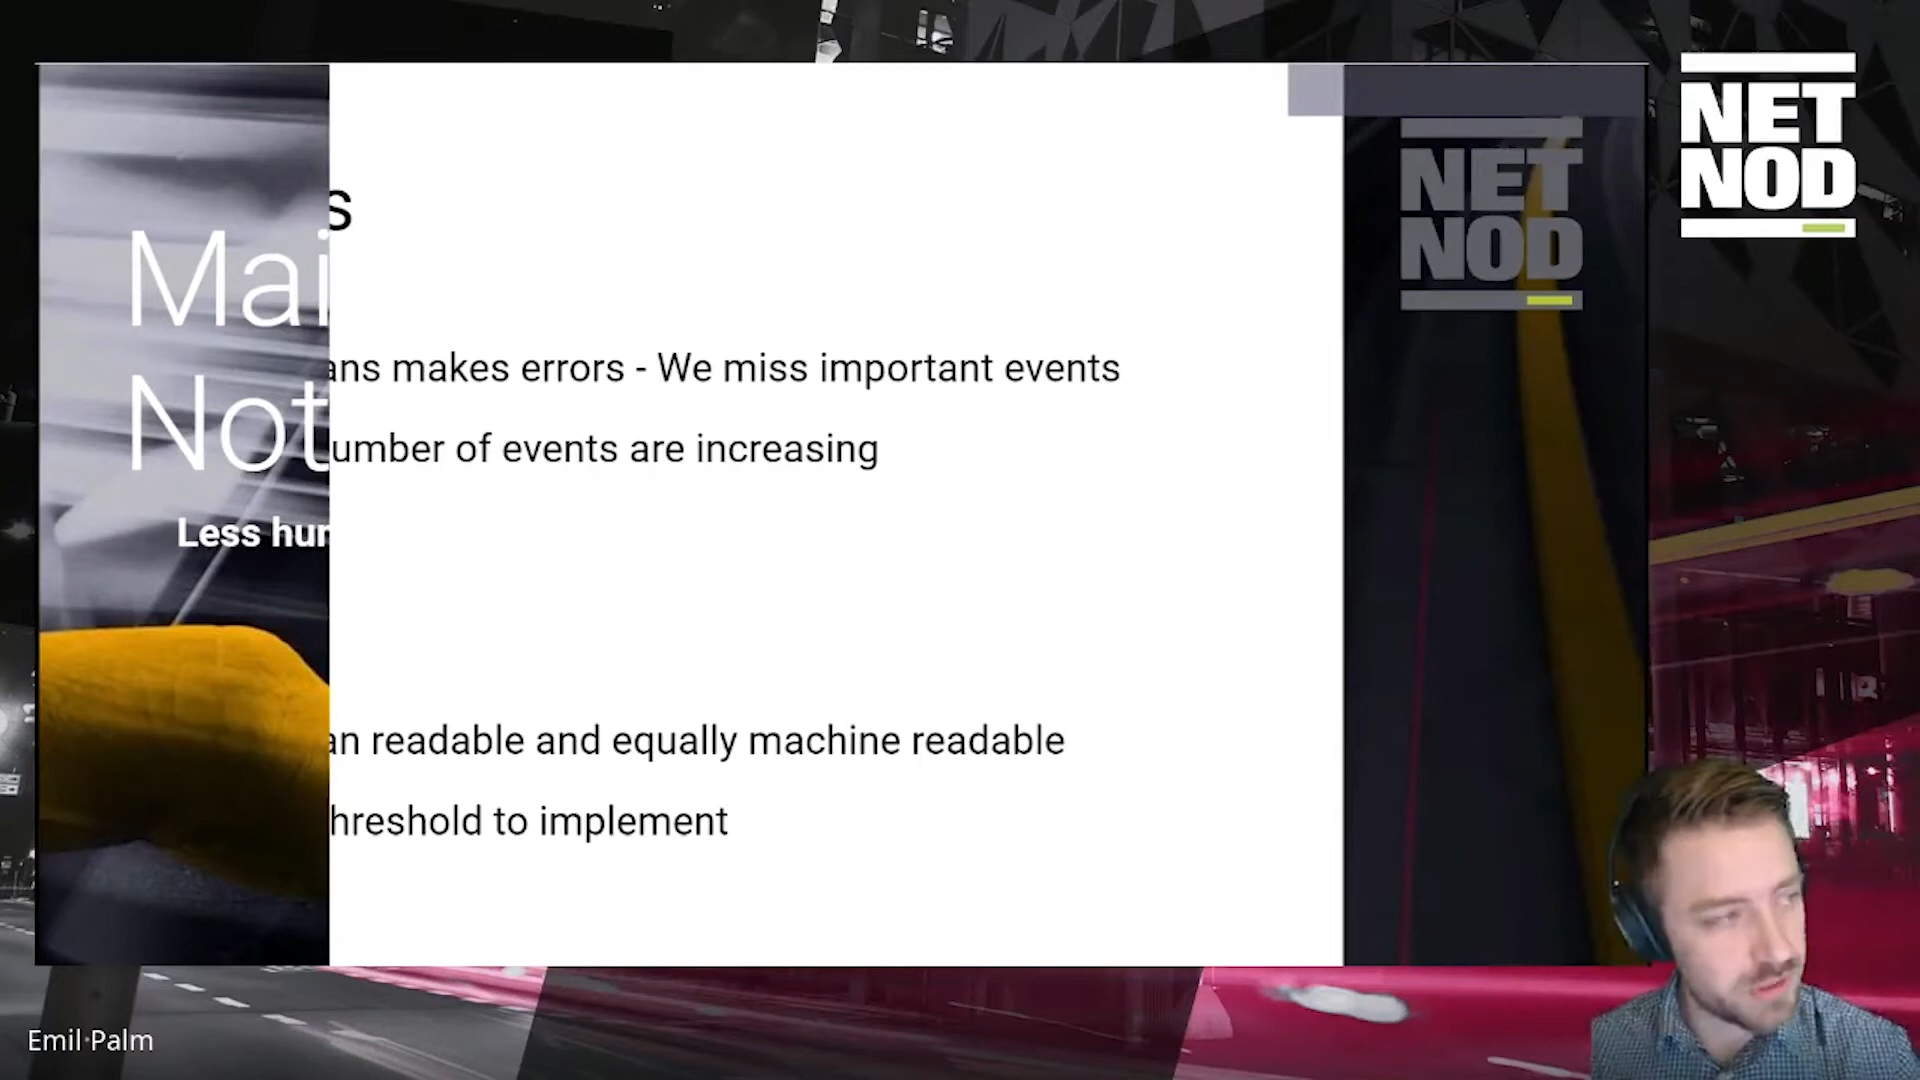 NET
NOD
NET
NOD
s
Mai
ans makes errors - We miss important events
Not
umber of events are increasing
Less hum
an readable and equally machine readable
hreshold to implement
Emil Palm